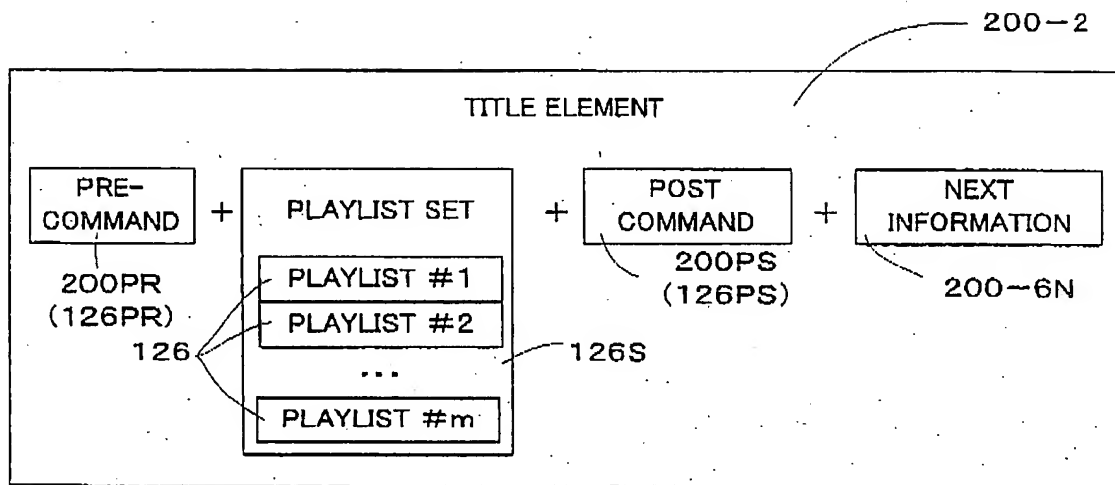 200-2
TITLE ELEMENT
PRE-
COMMAND
200PR
(126PR)
+
PLAYLIST SET
PLAYLIST #1
PLAYLIST #2
...
PLAYLIST #m
126
126S
+
POST
COMMAND
200PS
(126PS)
+
NEXT
INFORMATION
200-6N